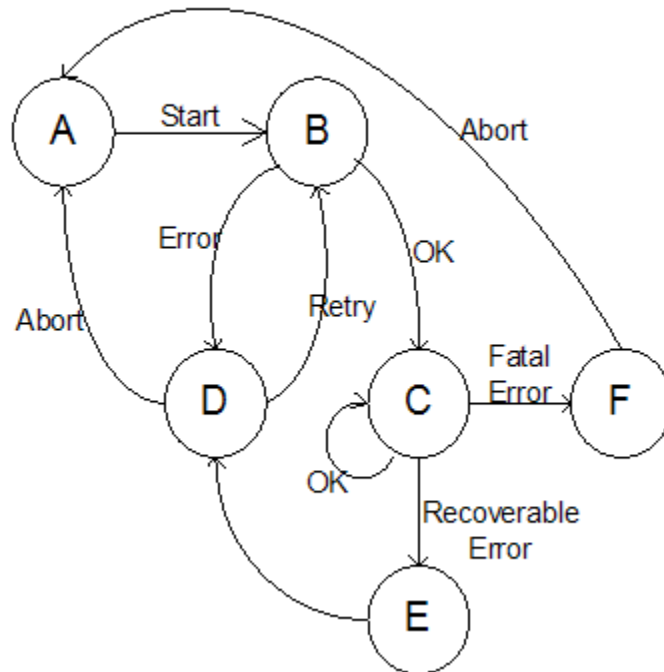 A
Start
B
Abort
Error
OK
Abort
Retry
Fatal
Error
D
C
F
OK
Recoverable
Error
E